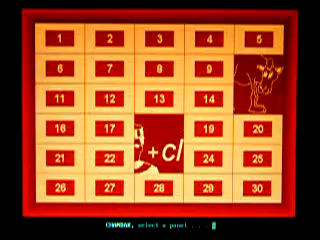 1 2 3 4 5
6 7 8 9
11 12 13 14
16 17 19 20
+cl
21 22 24 25
26 27 28 29 30
CHAMBAX, select a panel . . .